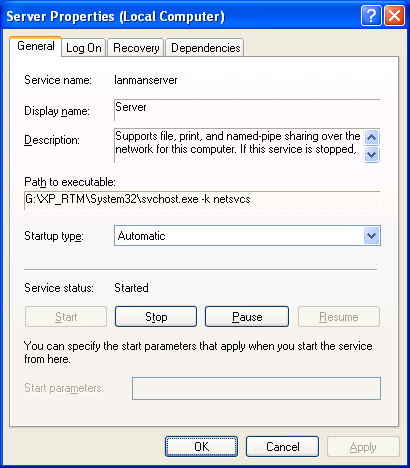 Server Properties (Local Computer)
General Log On Recovery Dependencies
Service name: lanmanserver
Display name: Server
Description: Supports file, print, and named-pipe sharing over the
network for this computer. If this service is stopped,
Path to executable:
G:\XP_RTM\System32\svchost.exe -k netsvcs
Startup type: Automatic
Service status: Started
Start Stop Pause Resume
You can specify the start parameters that apply when you start the service
from here.
Start parameters:
OK Cancel Apply